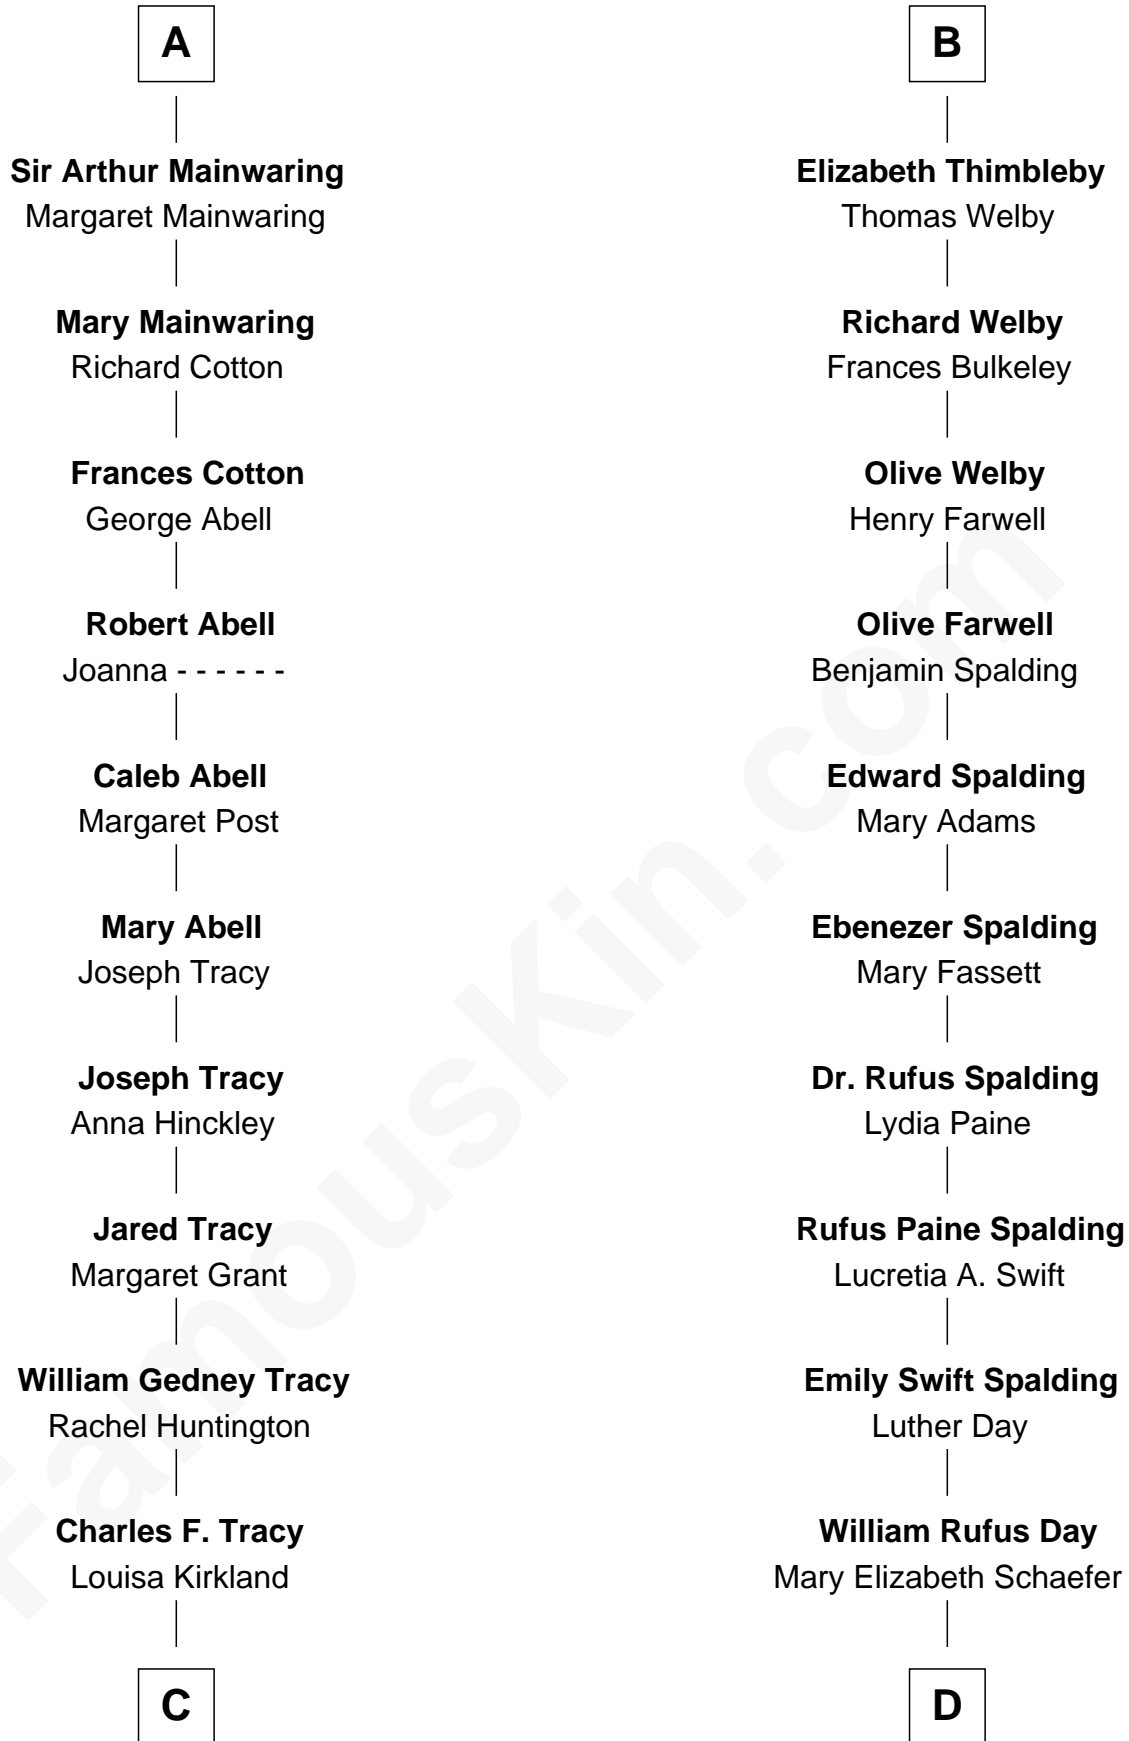 A
Sir Arthur Mainwaring
Margaret Mainwaring
Mary Mainwaring
Richard Cotton
Frances Cotton
George Abell
Robert Abell
Joanna - - - - - -
Caleb Abell
Margaret Post
Mary Abell
Joseph Tracy
Joseph Tracy
Anna Hinckley
Jared Tracy
Margaret Grant
William Gedney Tracy
Rachel Huntington
Charles F. Tracy
Louisa Kirkland
C
B
Elizabeth Thimbleby
Thomas Welby
Richard Welby
Frances Bulkeley
Olive Welby
Henry Farwell
Olive Farwell
Benjamin Spalding
Edward Spalding
Mary Adams
Ebenezer Spalding
Mary Fassett
Dr. Rufus Spalding
Lydia Paine
Rufus Paine Spalding
Lucretia A. Swift
Emily Swift Spalding
Luther Day
William Rufus Day
Mary Elizabeth Schaefer
D
FamousKin.com